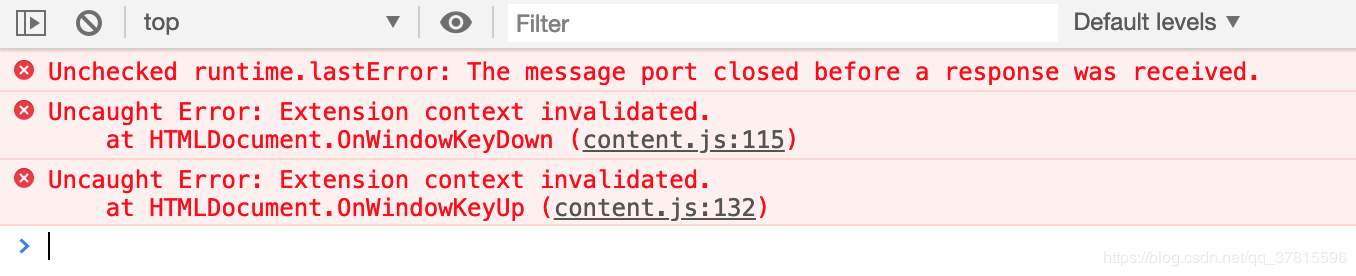 top Filter Default levels
Unchecked runtime.lastError: The message port closed before a response was received.
Uncaught Error: Extension context invalidated.
at HTMLDocument.OnWindowKeyDown (content.js:115)
Uncaught Error: Extension context invalidated.
at HTMLDocument.OnWindowKeyUp (content.js:132)
https://blog.csdn.net/qq_37815596